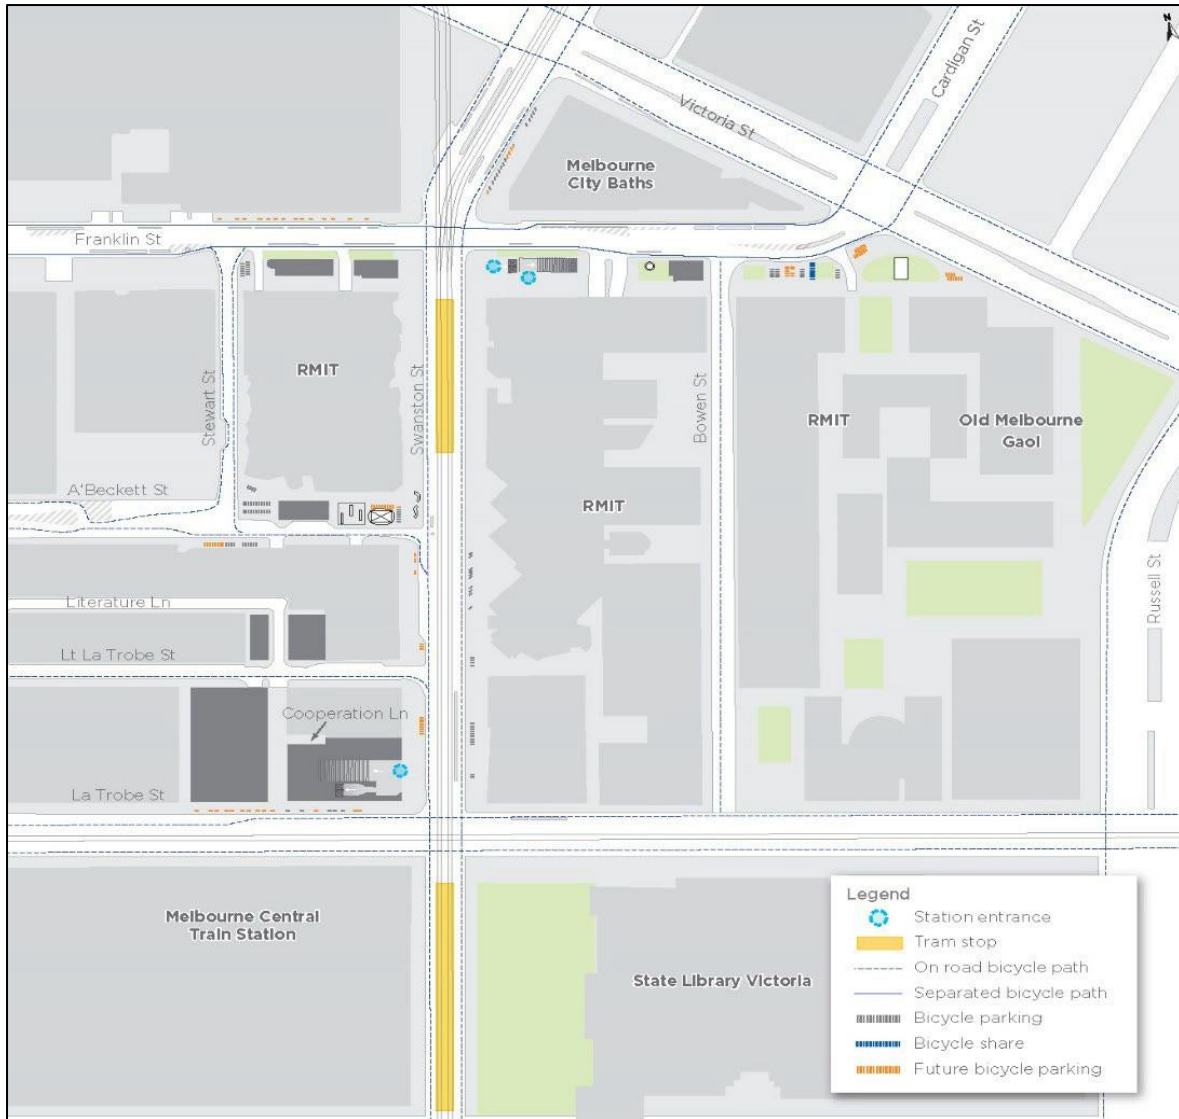 N
Cardigan St
Victoria St
Melbourne
City Baths
Franklin St
Stewart St
RMIT
Swanston St
Bowen St
RMIT
Old Melbourne
Gaol
A'Beckett St
RMIT
Russell St
Literature Ln
Lt La Trobe St
Cooperation Ln
La Trobe St
Melbourne Central
Train Station
State Library Victoria
Legend
Station entrance
Tram stop
On road bicycle path
Separated bicycle path
Bicycle parking
Bicycle share
Future bicycle parking